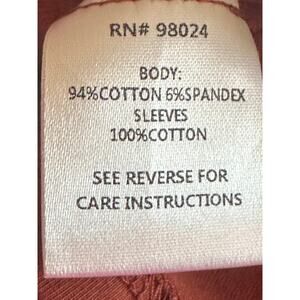 RN# 98024
BODY:
94%COTTON 6%SPANDEX
SLEEVES
100%COTTON
SEE REVERSE FOR
CARE INSTRUCTIONS